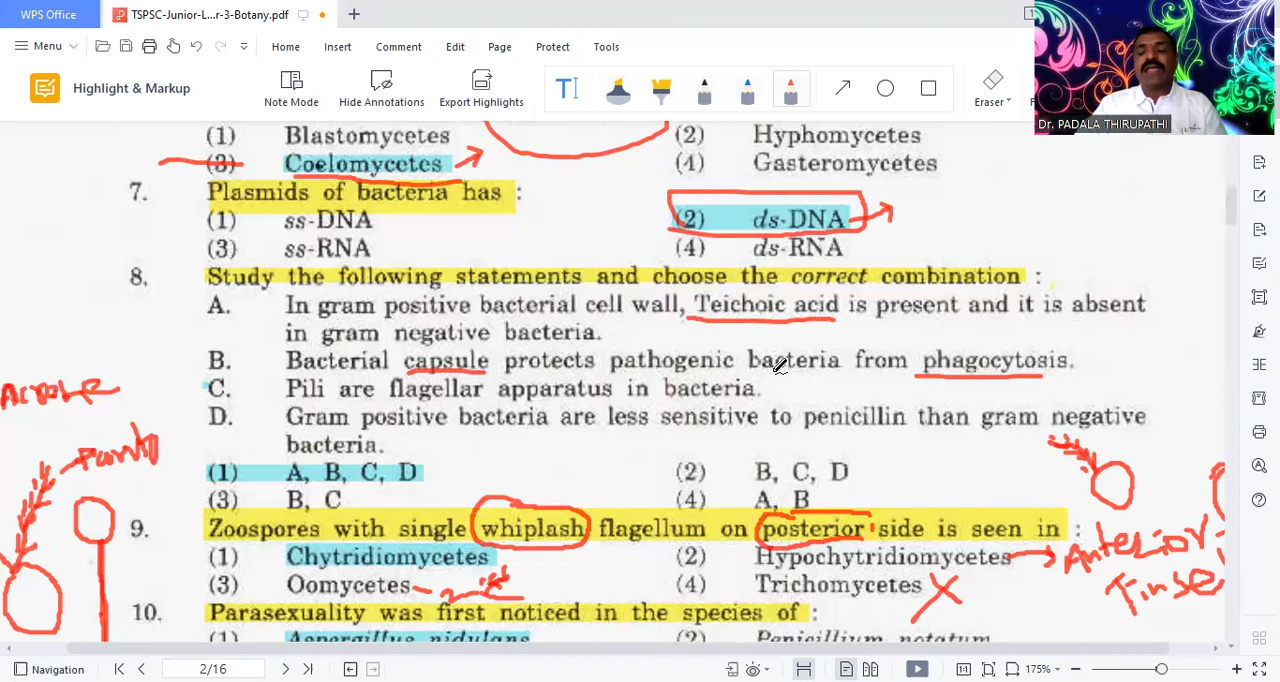 WPS Office
TSPSC-Junior-L...r-3-Botany.pdf
Menu
Home Insert Comment Edit Page Protect Tools
Highlight & Markup
Note Mode Hide Annotations Export Highlights
Eraser
Dr. PADALA THIRUPATHI
(1) Blastomycetes (2) Hyphomycetes
(3) Coelomycetes (4) Gasteromycetes
7. Plasmids of bacteria has :
(1) ss-DNA (2) ds-DNA
(3) ss-RNA (4) ds-RNA
8. Study the following statements and choose the correct combination :
A. In gram positive bacterial cell wall, Teichoic acid is present and it is absent
in gram negative bacteria.
B. Bacterial capsule protects pathogenic bacteria from phagocytosis.
C. Pili are flagellar apparatus in bacteria.
D. Gram positive bacteria are less sensitive to penicillin than gram negative
bacteria.
(1) A, B, C, D (2) B, C, D
(3) B, C (4) A, B
9. Zoospores with single whiplash flagellum on posterior side is seen in :
(1) Chytridiomycetes (2) Hypochytridiomycetes
Anterior
(3) Oomycetes (4) Trichomycetes
Tinse
10. Parasexuality was first noticed in the species of :
(1) Aspergillus nidulans (2) Penicillium notatum
Navigation 2/16 175%